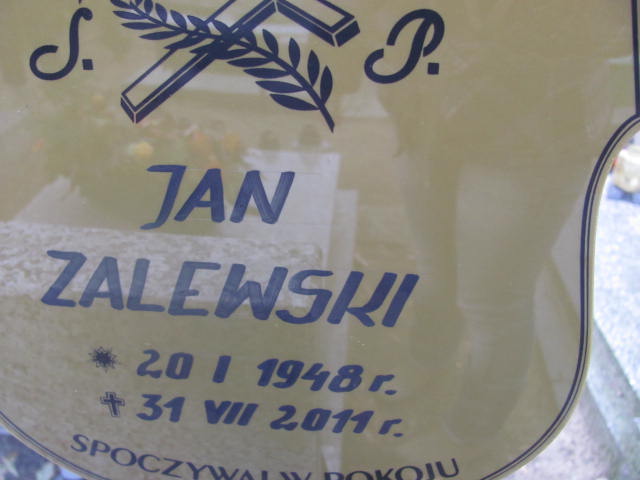 Ś. P.
JAN
ZALEWSKI
20 I 1948 r.
31 VII 2011 r.
SPOCZYWAJ W POKOJU